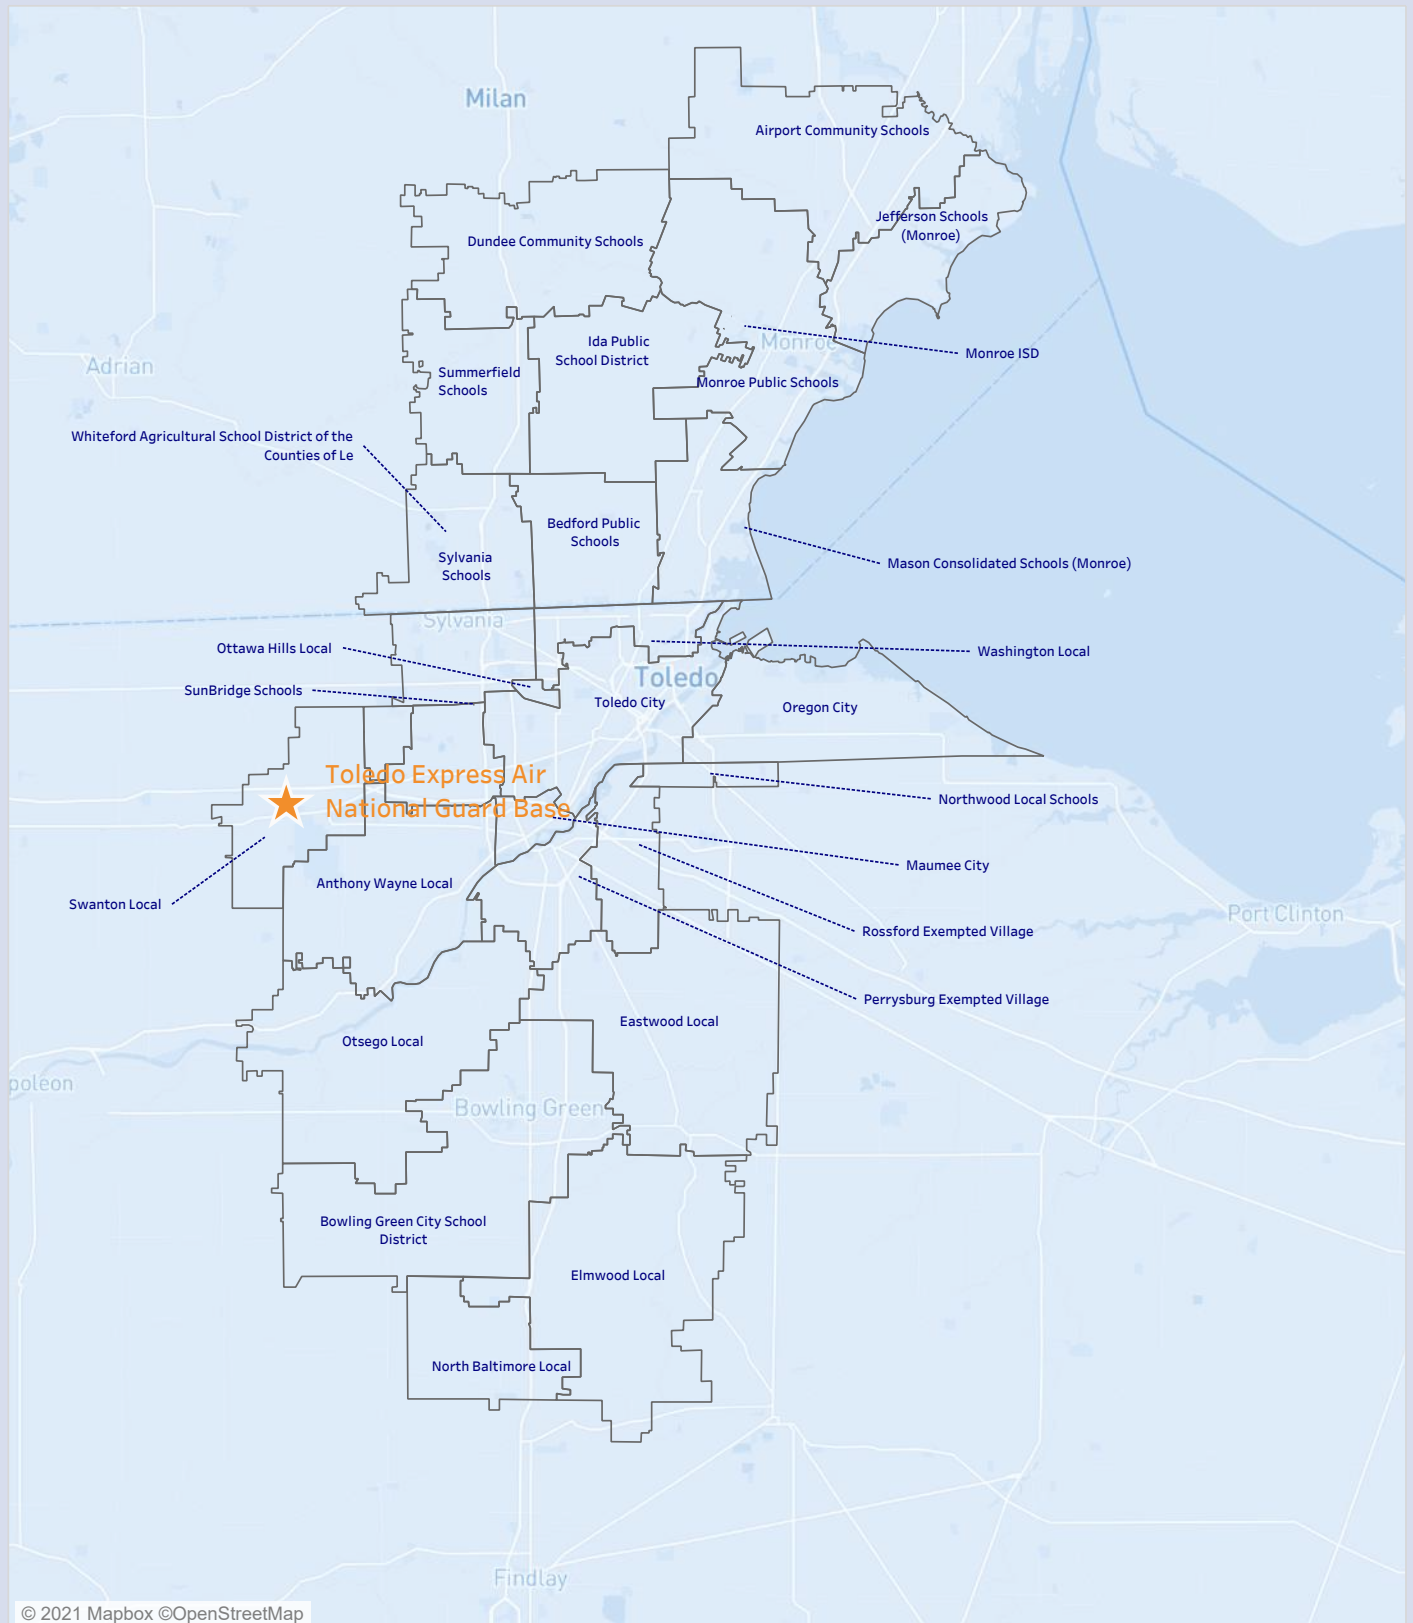 Milan
Airport Community Schools
Jefferson Schools
(Monroe)
Dundee Community Schools
Ida Public
School District
Monroe
Monroe ISD
Adrian
Summerfield
Schools
Monroe Public Schools
Whiteford Agricultural School District of the
Counties of Le
Bedford Public
Schools
Sylvania
Schools
Mason Consolidated Schools (Monroe)
Sylvania
Ottawa Hills Local
Washington Local
Toledo
SunBridge Schools
Toledo City
Oregon City
Toledo Express Air
National Guard Base
Northwood Local Schools
Maumee City
Anthony Wayne Local
Swanton Local
Port Clinton
Rossford Exempted Village
Perrysburg Exempted Village
Eastwood Local
Otsego Local
poleon
Bowling Green
Bowling Green City School
District
Elmwood Local
North Baltimore Local
Findlay
© 2021 Mapbox ©OpenStreetMap